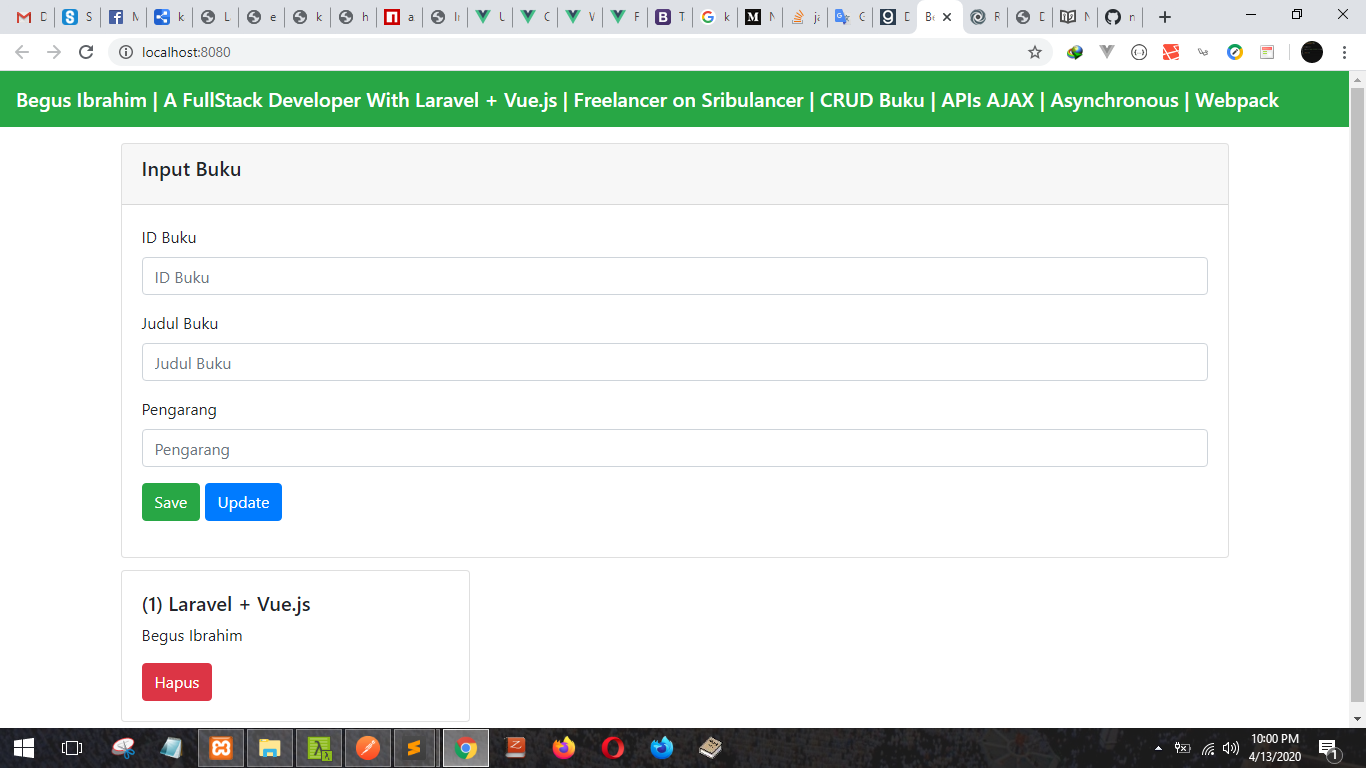 localhost:8080
Begus Ibrahim | A FullStack Developer With Laravel + Vue.js | Freelancer on Sribulancer | CRUD Buku | APIs AJAX | Asynchronous | Webpack
Input Buku
ID Buku
ID Buku
Judul Buku
Judul Buku
Pengarang
Pengarang
Save Update
(1) Laravel + Vue.js
Begus Ibrahim
Hapus
10:00 PM
4/13/2020
1